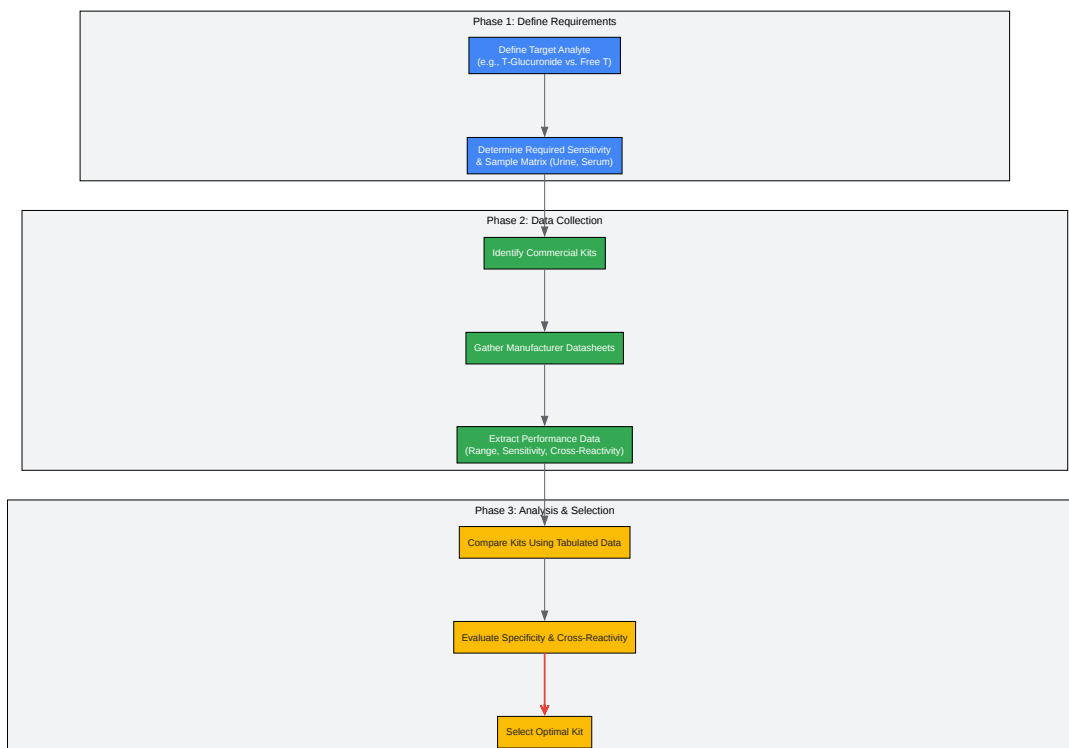 Phase 1: Define Requirements
Define Target Analyte
(e.g., T-Glucuronide vs. Free T)
Determine Required Sensitivity
& Sample Matrix (Urine, Serum)
Phase 2: Data Collection
Identify Commercial Kits
Gather Manufacturer Datasheets
Extract Performance Data
(Range, Sensitivity, Cross-Reactivity)
Phase 3: Analysis & Selection
Compare Kits Using Tabulated Data
Evaluate Specificity & Cross-Reactivity
Select Optimal Kit